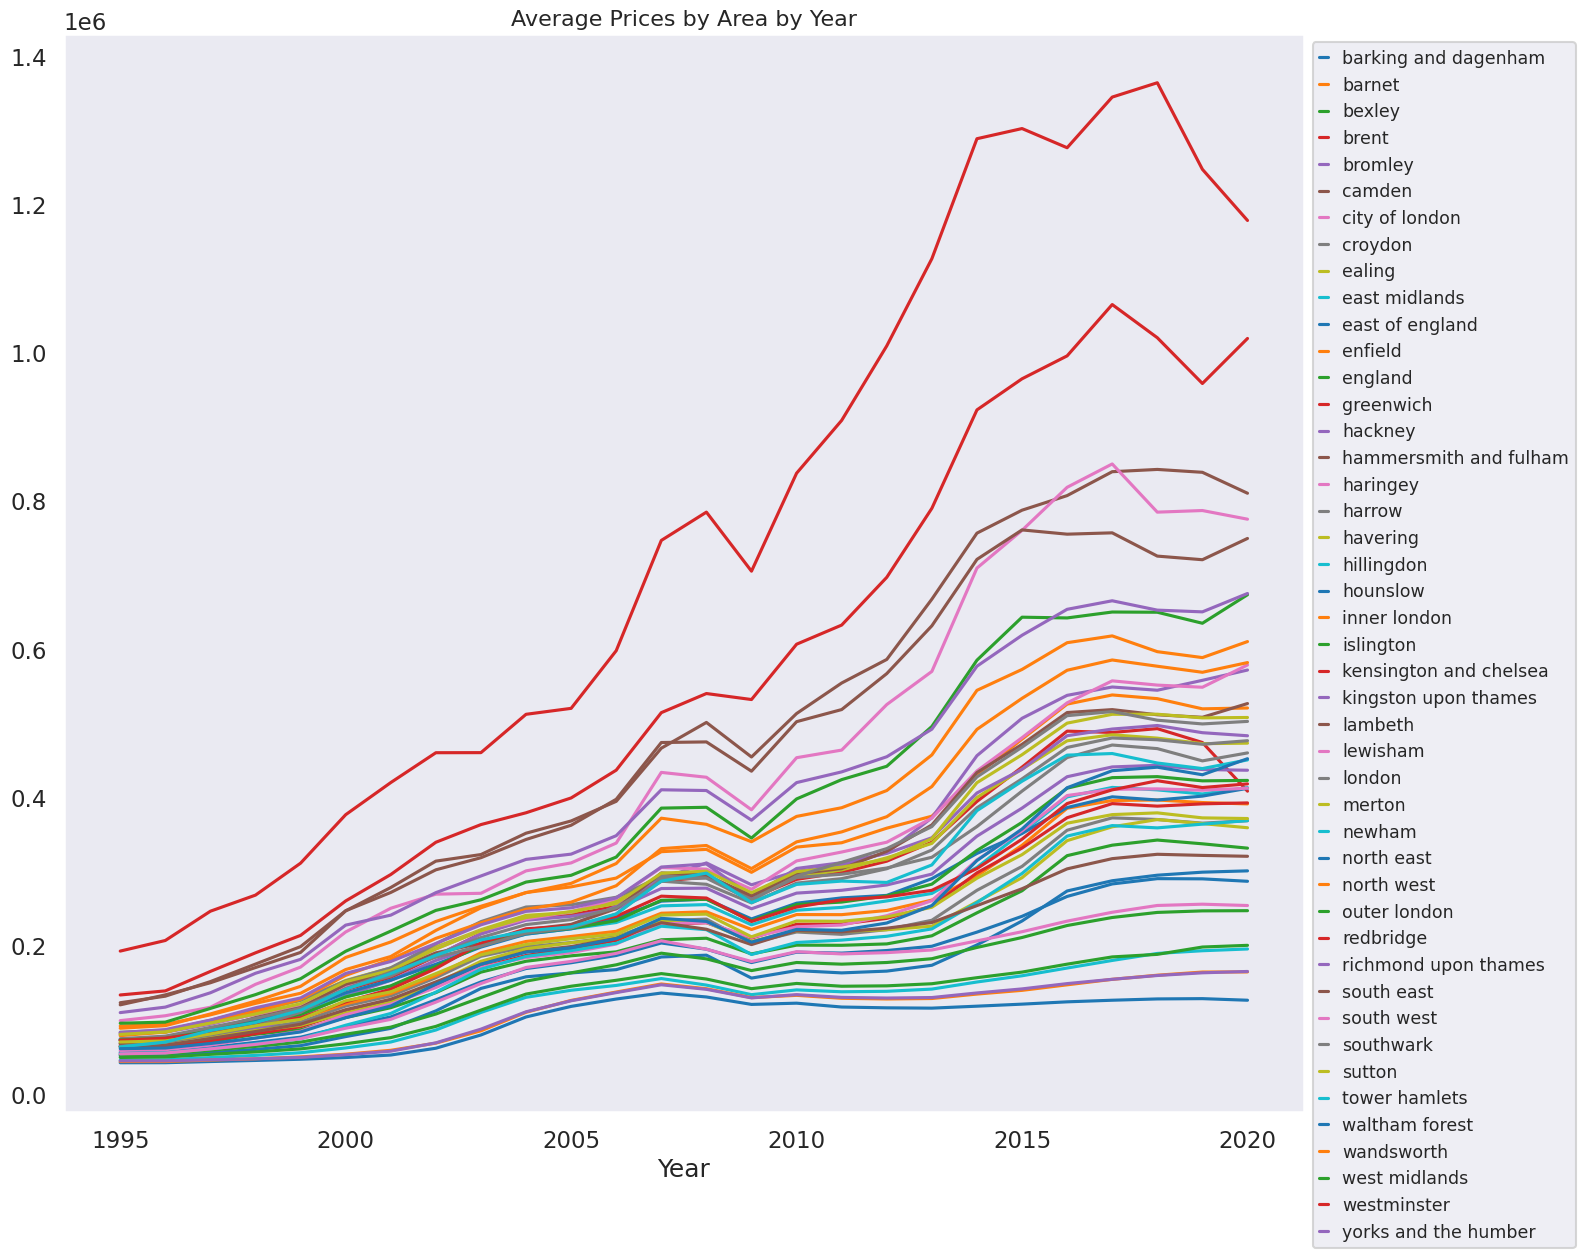 Average Prices by Area by Year
1e6
1.4
1.2
1.0
0.8
0.6
0.4
0.2
0.0
1995 2000 2005 2010 2015 2020
Year
barking and dagenham
barnet
bexley
brent
bromley
camden
city of london
croydon
ealing
east midlands
east of england
enfield
england
greenwich
hackney
hammersmith and fulham
haringey
harrow
havering
hillingdon
hounslow
inner london
islington
kensington and chelsea
kingston upon thames
lambeth
lewisham
london
merton
newham
north east
north west
outer london
redbridge
richmond upon thames
south east
south west
southwark
sutton
tower hamlets
waltham forest
wandsworth
west midlands
westminster
yorks and the humber